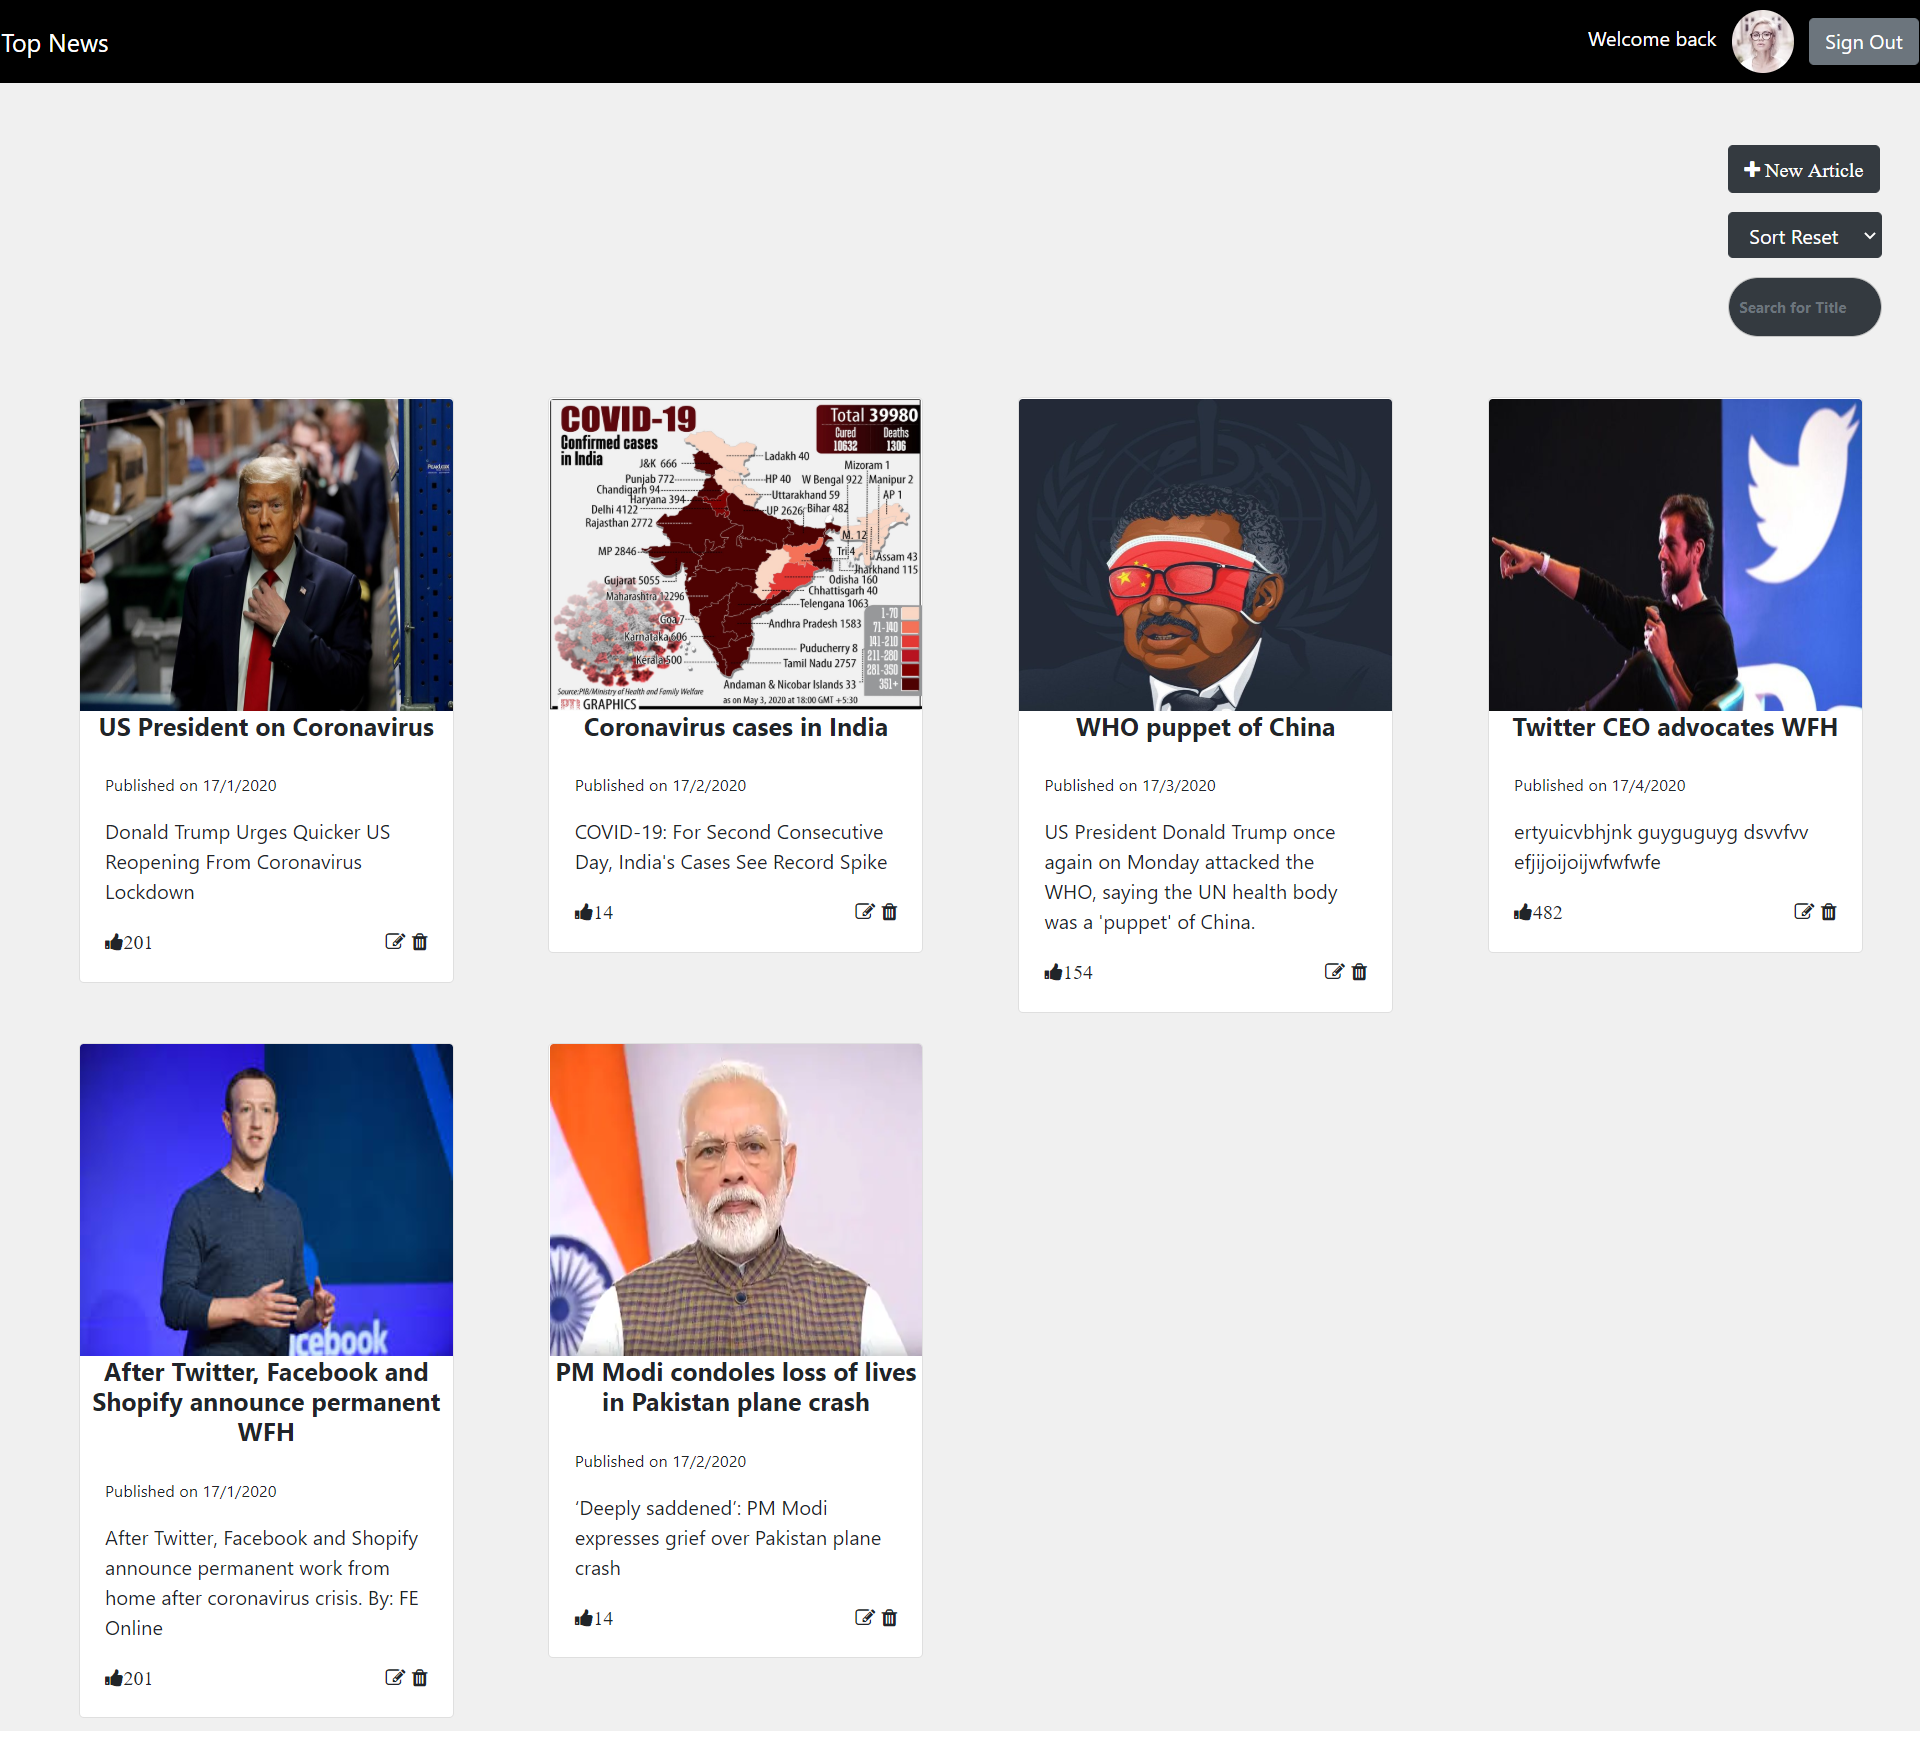 Top News
Welcome back
Sign Out
New Article
Sort Reset
Search for Title
COVID-19
Confirmed cases
in India
Total 39980
Cured
10632
Deaths
1306
Ladakh 40
J&K 666
Mizoram 1
Punjab 772
HP 40
W Bengal 922
Manipur 2
Chandigarh 94
Uttarakhand 59
AP 1
Haryana 394
Delhi 4122
UP 2626
Bihar 482
Rajasthan 2772
M. 12
MP 2846
Tri 4
Assam 43
Jharkhand 115
Gujarat 5055
Odisha 160
Maharashtra 12296
Chhattisgarh 40
Telengana 1063
Goa 7
Andhra Pradesh 1583
Karnataka 606
Puducherry 8
Kerala 500
Tamil Nadu 2757
Andaman & Nicobar Islands 33
1-70
71-140
141-210
211-280
281-350
351+
Source:PIB/Ministry of Health and Family Welfare
as on May 3, 2020 at 18:00 GMT +5:30
PTI GRAPHICS
US President on Coronavirus
Published on 17/1/2020
Donald Trump Urges Quicker US
Reopening From Coronavirus
Lockdown
201
Coronavirus cases in India
Published on 17/2/2020
COVID-19: For Second Consecutive
Day, India's Cases See Record Spike
14
WHO puppet of China
Published on 17/3/2020
US President Donald Trump once
again on Monday attacked the
WHO, saying the UN health body
was a 'puppet' of China.
154
Twitter CEO advocates WFH
Published on 17/4/2020
ertyuicvbhjnk guyguguyg dsvvfvv
efjijoijoijwfwfwfe
482
icebook
After Twitter, Facebook and
Shopify announce permanent
WFH
Published on 17/1/2020
After Twitter, Facebook and Shopify
announce permanent work from
home after coronavirus crisis. By: FE
Online
201
PM Modi condoles loss of lives
in Pakistan plane crash
Published on 17/2/2020
‘Deeply saddened’: PM Modi
expresses grief over Pakistan plane
crash
14